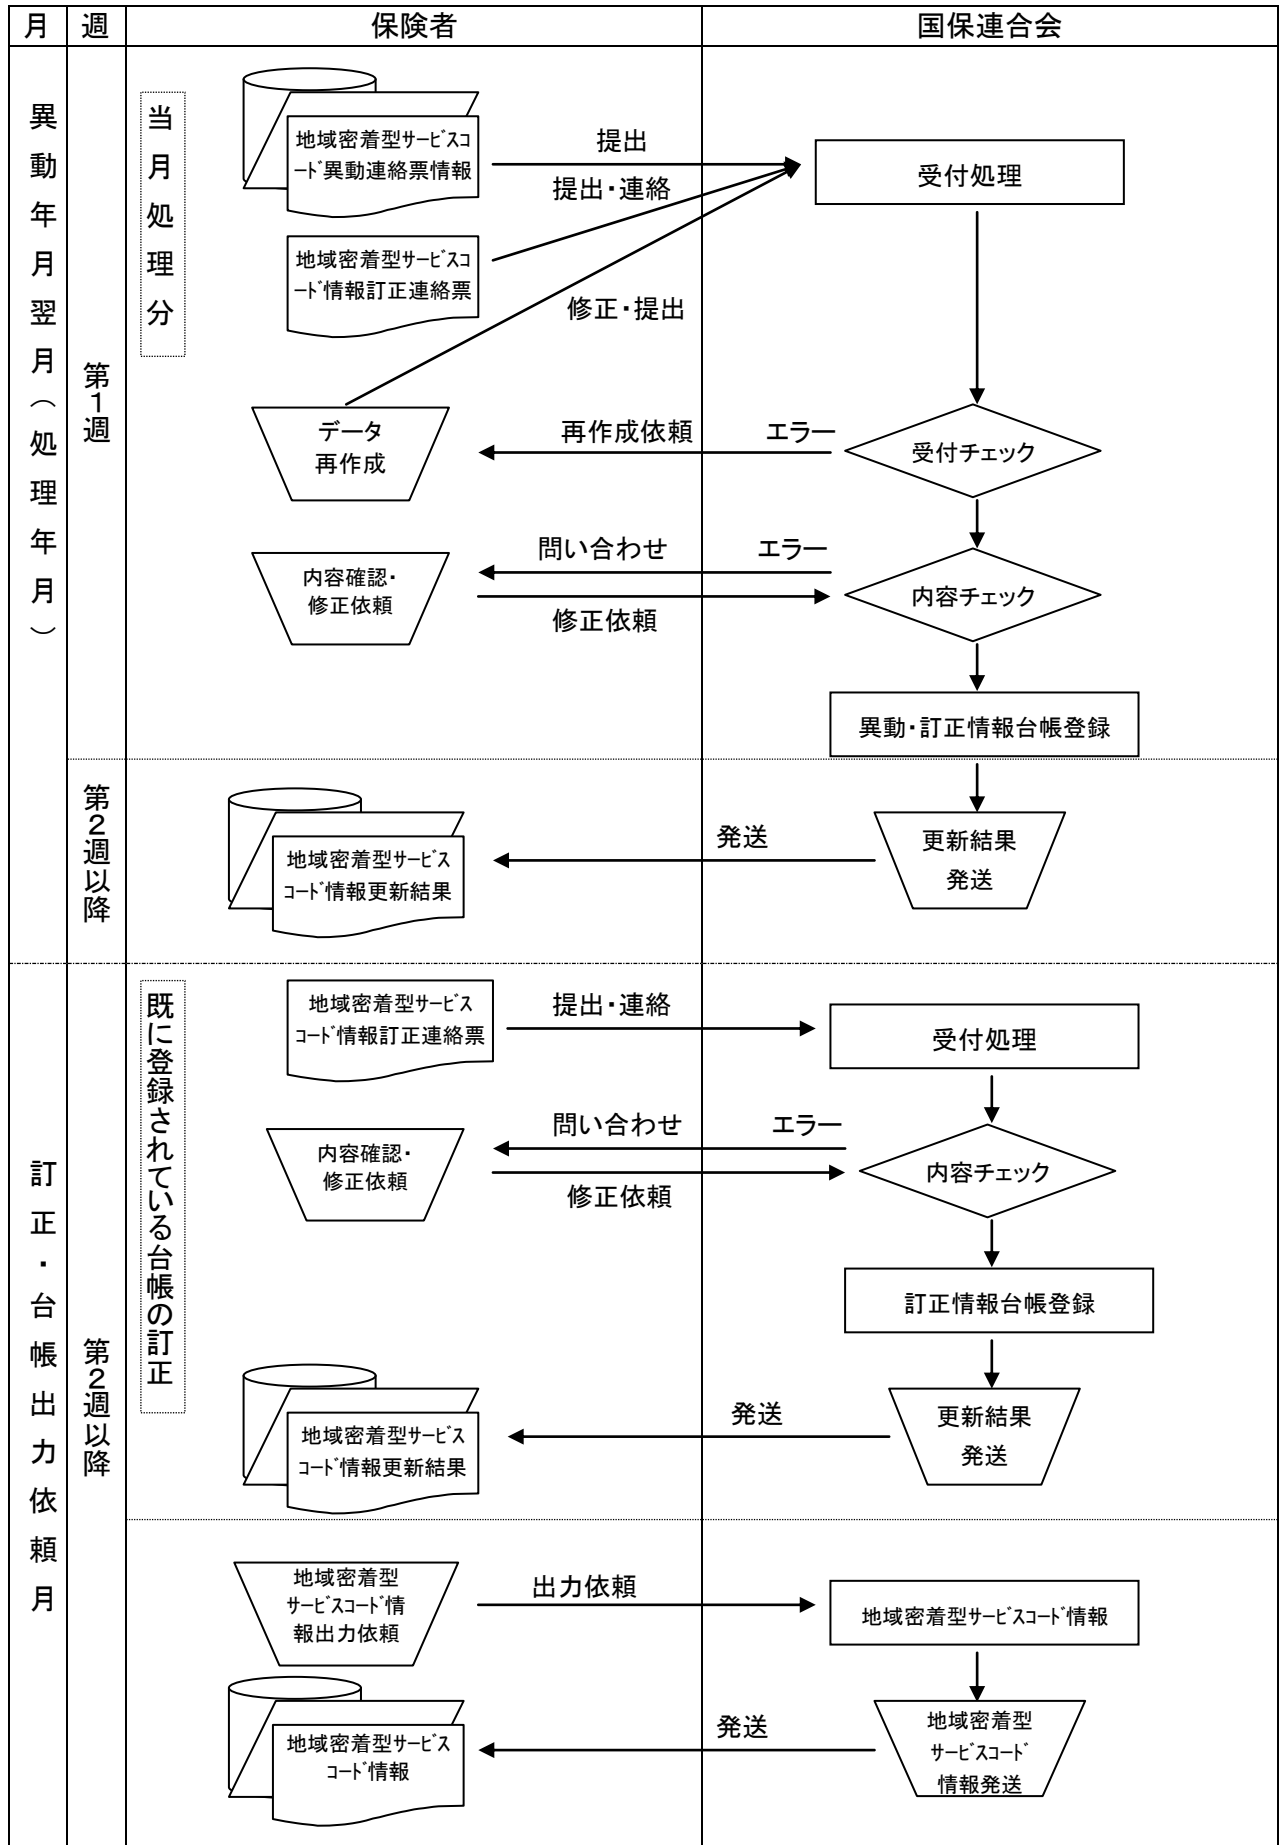 月
週
保険者
国保連合会
異動年月翌月（処理年月）
第1週
当月処理分
地域密着型ｻｰﾋﾞｽｺ
ｰﾄﾞ異動連絡票情報
提出
受付処理
提出・連絡
地域密着型ｻｰﾋﾞｽｺ
ｰﾄﾞ情報訂正連絡票
修正・提出
データ
再作成
再作成依頼
エラー
受付チェック
問い合わせ
エラー
内容確認・
修正依頼
修正依頼
内容チェック
異動・訂正情報台帳登録
第2週以降
地域密着型ｻｰﾋﾞｽ
ｺｰﾄﾞ情報更新結果
発送
更新結果
発送
訂正・台帳出力依頼月
第2週以降
既に登録されている台帳の訂正
地域密着型ｻｰﾋﾞｽ
ｺｰﾄﾞ情報訂正連絡票
提出・連絡
受付処理
問い合わせ
エラー
内容確認・
修正依頼
修正依頼
内容チェック
訂正情報台帳登録
地域密着型ｻｰﾋﾞｽ
ｺｰﾄﾞ情報更新結果
発送
更新結果
発送
地域密着型
ｻｰﾋﾞｽｺｰﾄﾞ情
報出力依頼
出力依頼
地域密着型ｻｰﾋﾞｽｺｰﾄﾞ情報
地域密着型ｻｰﾋﾞｽ
ｺｰﾄﾞ情報
発送
地域密着型
ｻｰﾋﾞｽｺｰﾄﾞ
情報発送